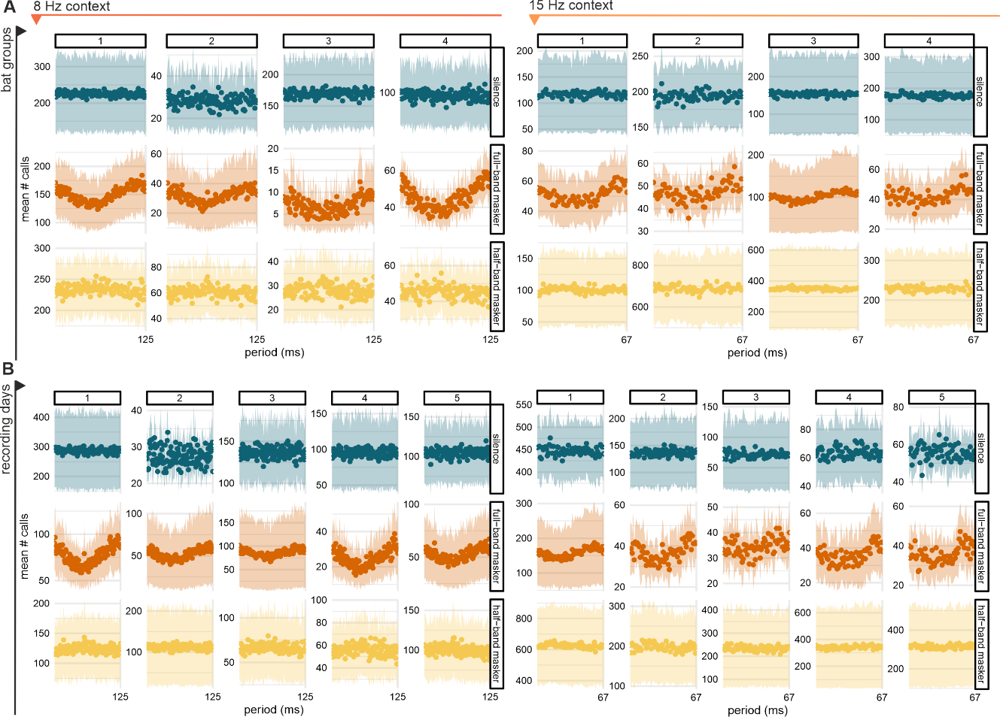 A
8 Hz context
15 Hz context
bat groups
1 2 3 4 1 2 3 4
300 200
40 20
200 150
100
silence
200 150 100 50
250 200 150
200 100
300 200 100
silence
mean # calls
200 150 100
60 40 20
20 15 10 5
60 40
full-band masker
80 60 40
60 50 40 30
200 100
60 40 20
full-band masker
300 250 200
80 60 40
40 30 20
60 40
half-band masker
150 100 50
800 600
600 400 200
300 200
half-band masker
125 125 125 125 67 67 67 67
period (ms)
period (ms)
B
recording days
1 2 3 4 5 1 2 3 4 5
400 300 200
40 30 20
150 100
150 100 50
150 100
silence
550 500 450 400
200 150 100
150 100 50
80 60 40
80 60 40
silence
mean # calls
100 50
100 50
150 100 50
40 20
100 50
full-band masker
300 200 100
60 40 20
50 40 30 20
60 40 20
60 40 20
full-band masker
200 150 100
200 100
100 50
100 80 60 40
150 100
half-band masker
800 600 400
300 200 100
400 300 200 100
600 400 200
400 200
half-band masker
125 125 125 125 125 67 67 67 67 67
period (ms)
period (ms)